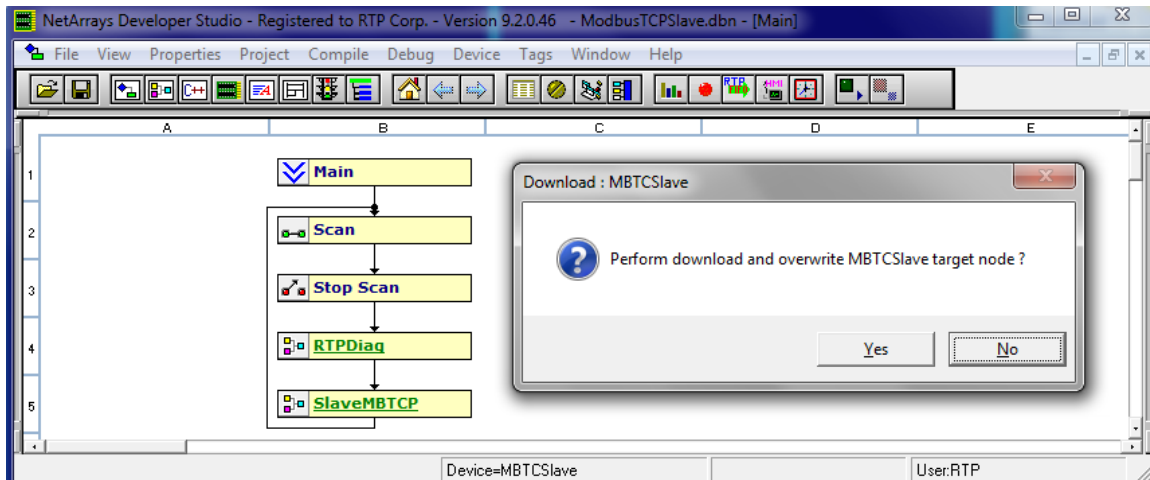 NetArrays Developer Studio - Registered to RTP Corp. - Version 9.2.0.46 - ModbusTCPSlave.dbn - [Main]
File View Properties Project Compile Debug Device Tags Window Help
C++ FA RTP HMI
A B C D E
1 Main
2 Scan
3 Stop Scan
4 RTPDiag
5 SlaveMBTCP
Download : MBTCSlave
Perform download and overwrite MBTCSlave target node ?
Yes No
Device=MBTCSlave User:RTP